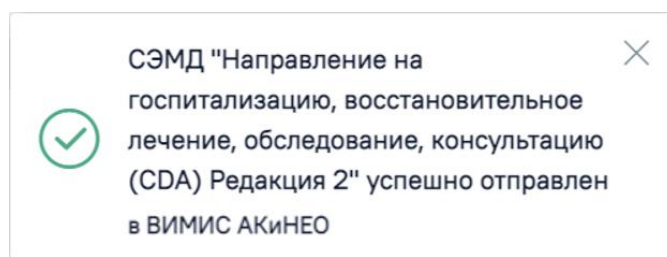 СЭМД "Направление на
госпитализацию, восстановительное
лечение, обследование, консультацию
(CDA) Редакция 2" успешно отправлен
в ВИМИС АКиНЕО